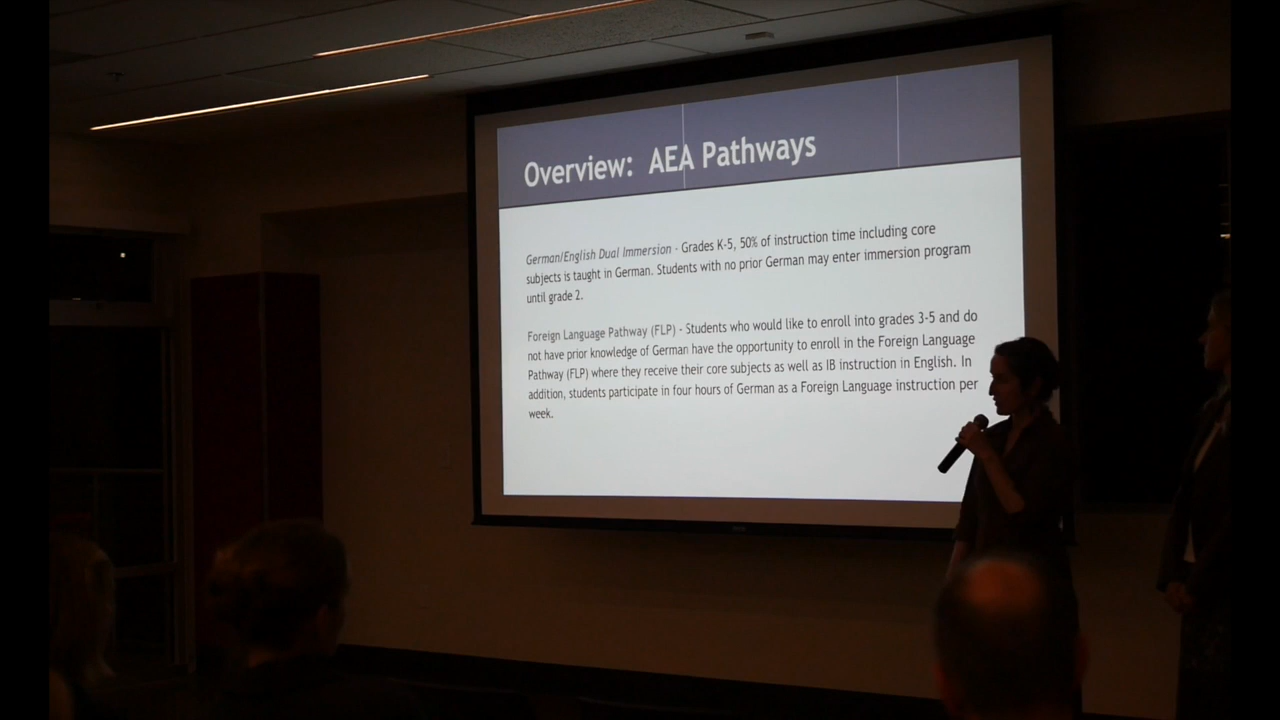 Overview: AEA Pathways
German/English Dual Immersion - Grades K-5, 50% of instruction time including core
subjects is taught in German. Students with no prior German may enter immersion program
until grade 2.
Foreign Language Pathway (FLP) - Students who would like to enroll into grades 3-5 and do
not have prior knowledge of German have the opportunity to enroll in the Foreign Language
Pathway (FLP) where they receive their core subjects as well as IB instruction in English. In
addition, students participate in four hours of German as a Foreign Language instruction per
week.